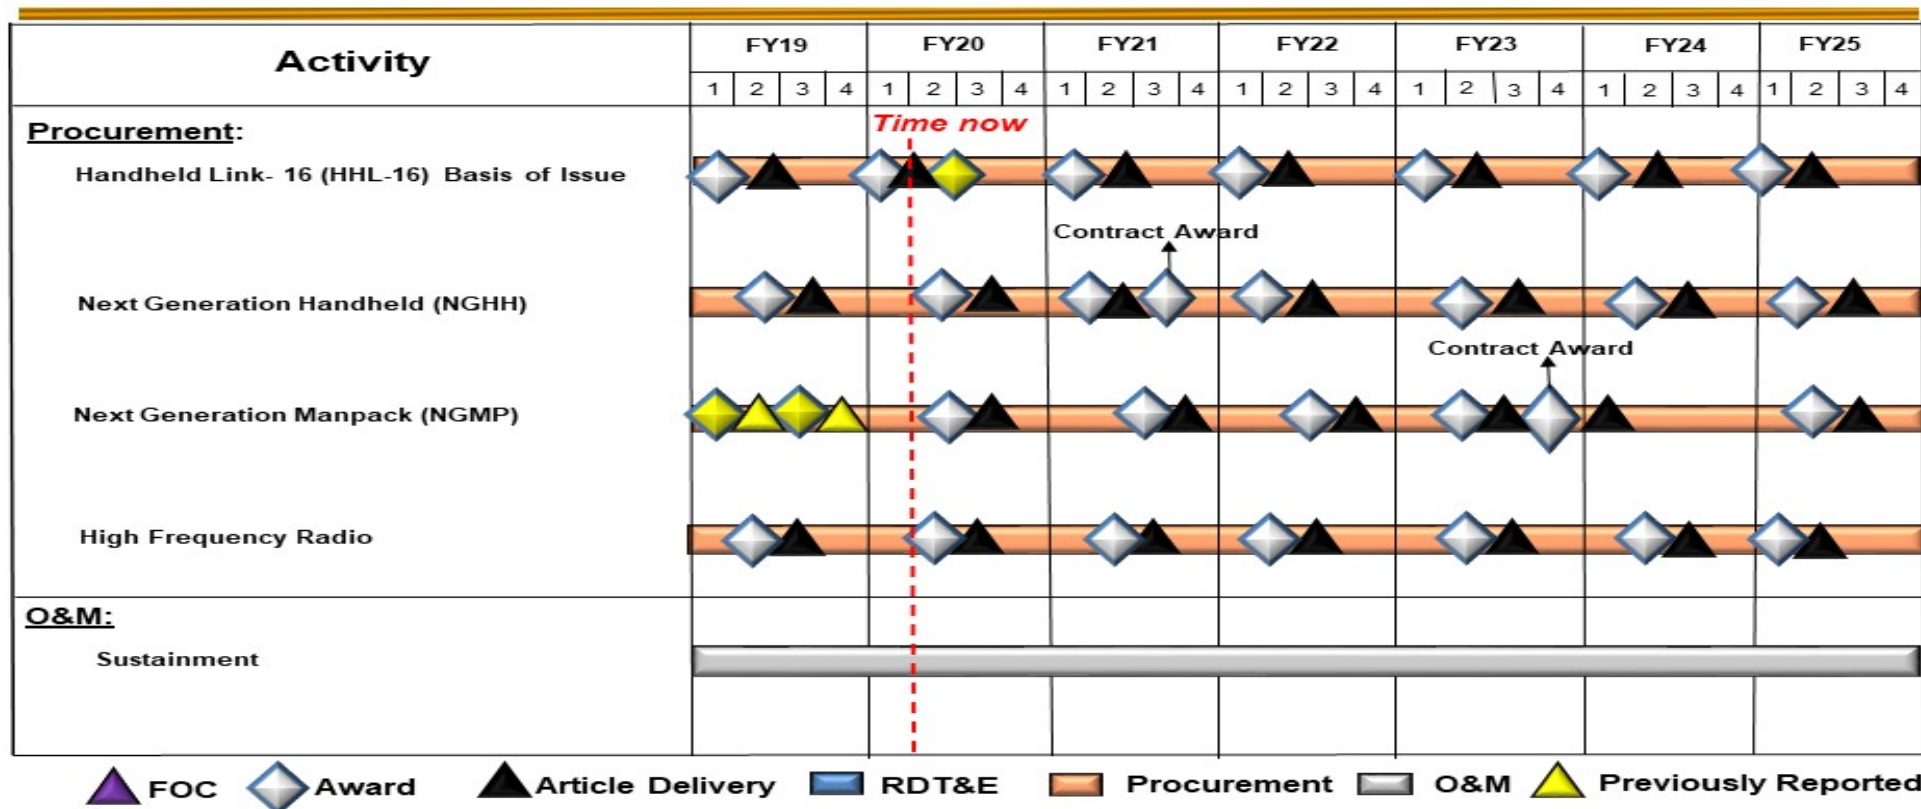 Activity
FY19 FY20 FY21 FY22 FY23 FY24 FY25
1 2 3 4 1 2 3 4 1 2 3 4 1 2 3 4 1 2 3 4 1 2 3 4 1 2 3 4
Time now
Procurement:
Handheld Link- 16 (HHL-16) Basis of Issue
Contract Award
Next Generation Handheld (NGHH)
Contract Award
Next Generation Manpack (NGMP)
High Frequency Radio
O&M:
Sustainment
FOC Award Article Delivery RDT&E Procurement O&M Previously Reported